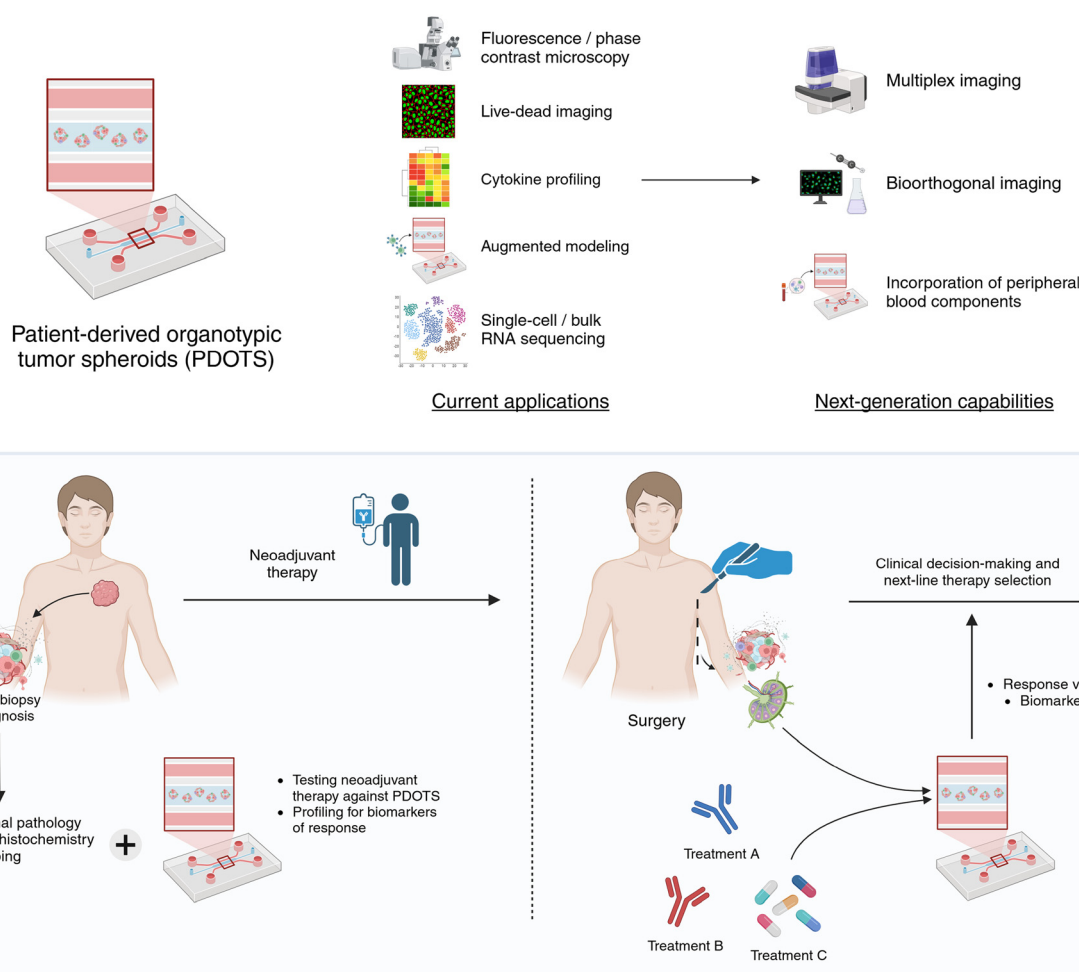 Fluorescence / phase
contrast microscopy
Live-dead imaging
Cytokine profiling
Augmented modeling
Single-cell / bulk
RNA sequencing
Current applications
Multiplex imaging
Bioorthogonal imaging
Incorporation of peripheral
blood components
Next-generation capabilities
Patient-derived organotypic
tumor spheroids (PDOTS)
Neoadjuvant
therapy
biopsy
gnosis
al pathology
histochemistry
ping
+
• Testing neoadjuvant
therapy against PDOTS
• Profiling for biomarkers
of response
Surgery
Treatment A
Treatment B
Treatment C
Clinical decision-making and
next-line therapy selection
• Response v
• Biomarke